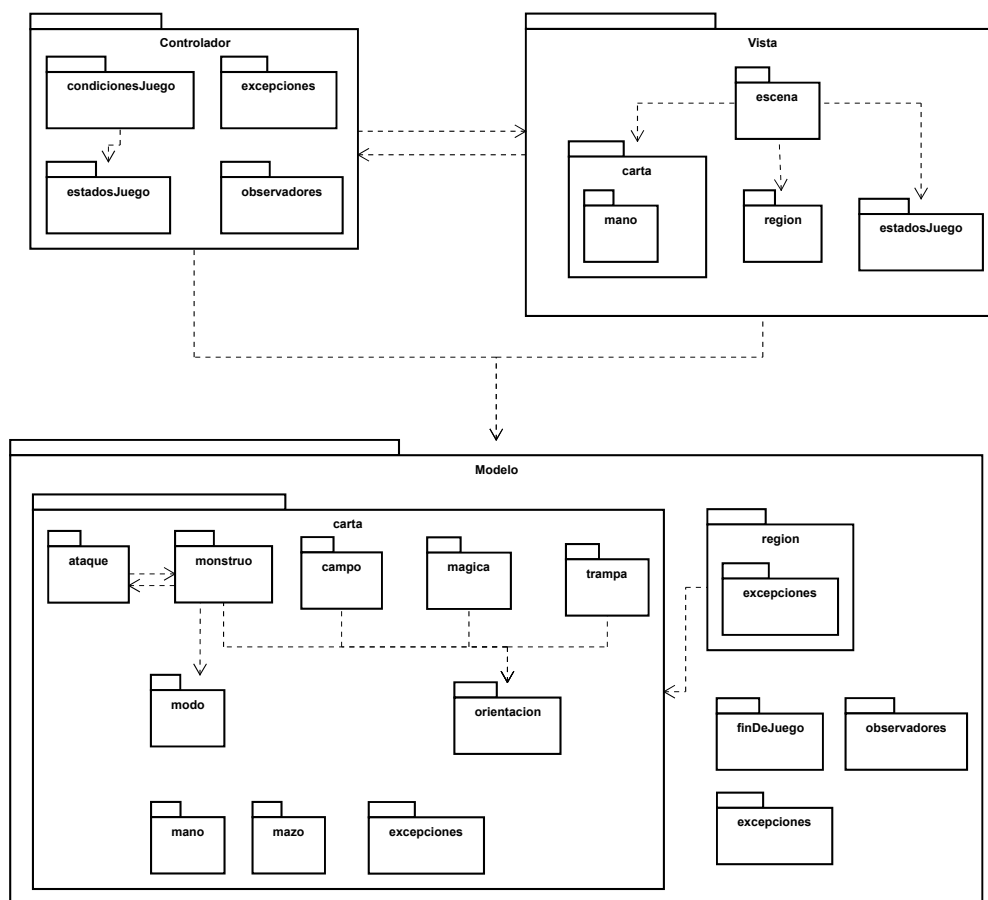 Controlador
condicionesJuego
excepciones
estadosJuego
observadores
Vista
escena
carta
mano
region
estadosJuego
Modelo
carta
ataque
monstruo
campo
magica
trampa
modo
orientacion
mano
mazo
excepciones
region
excepciones
finDeJuego
observadores
excepciones